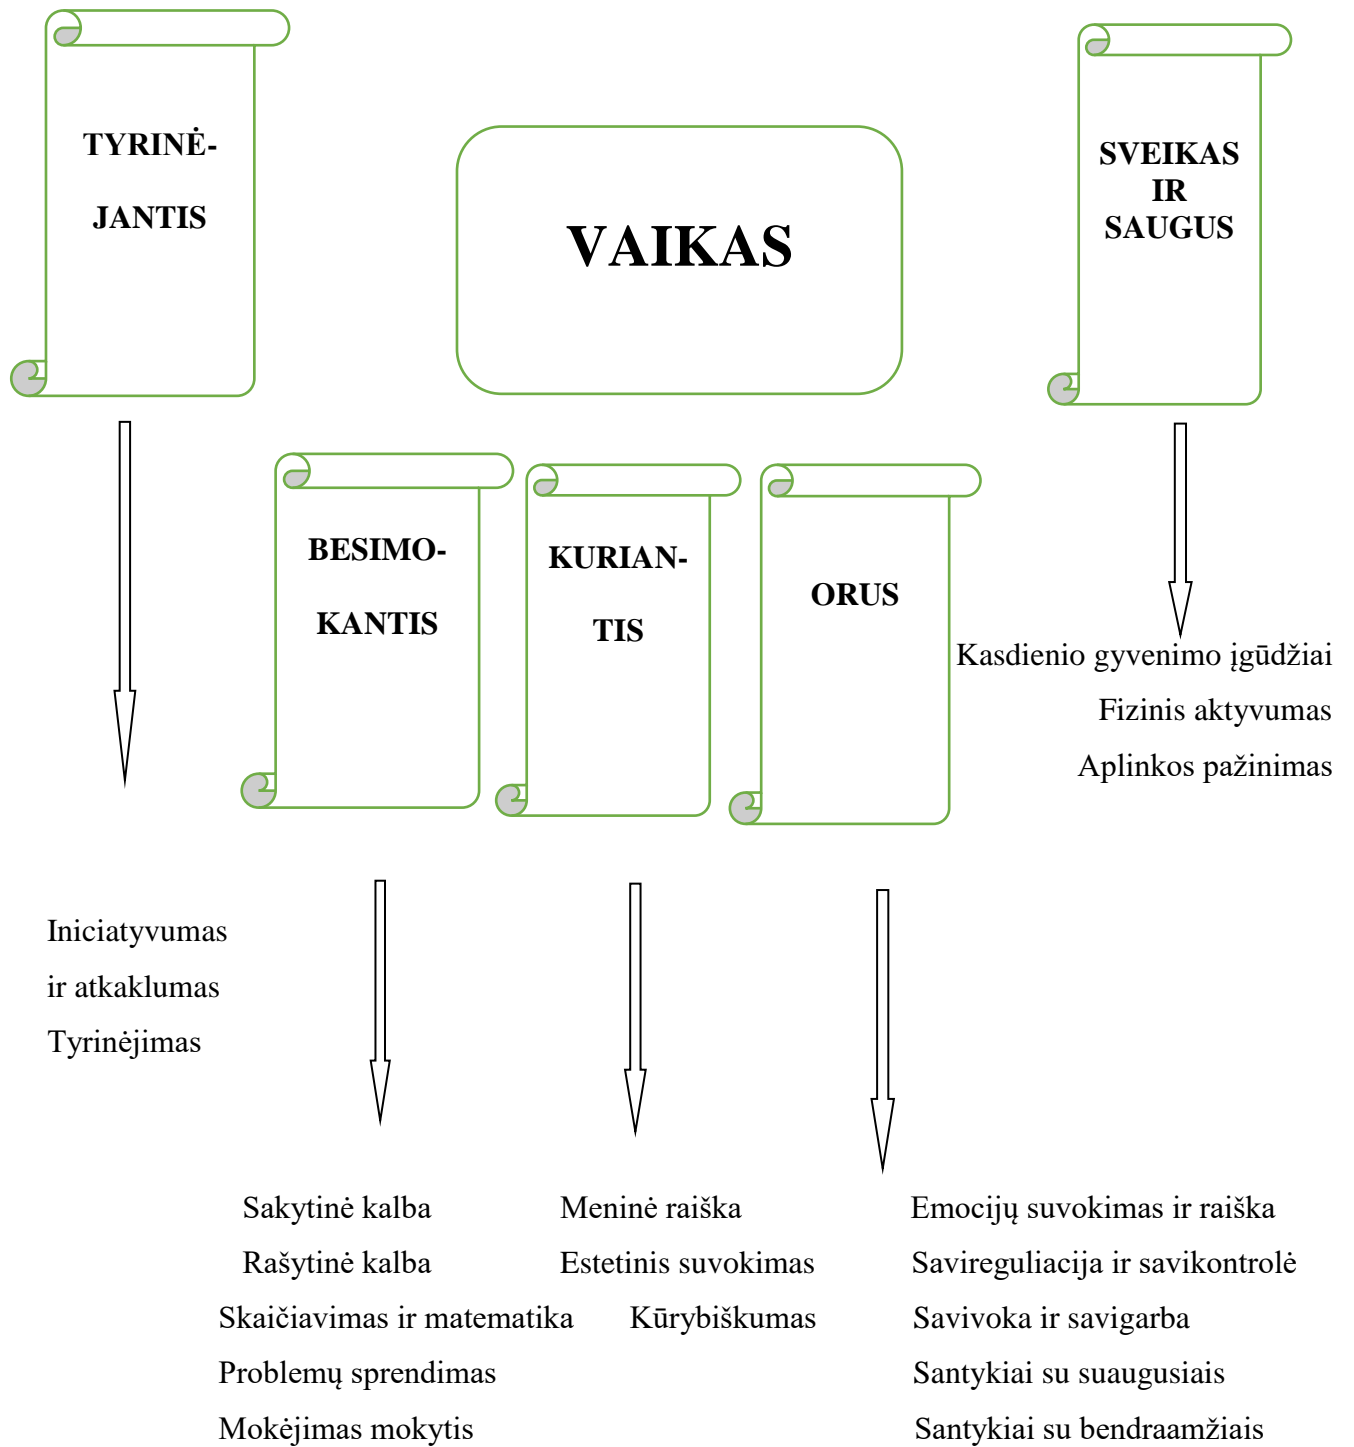 TYRINĖ-
JANTIS
VAIKAS
SVEIKAS
IR
SAUGUS
BESIMO-
KANTIS
KURIAN-
TIS
ORUS
Kasdienio gyvenimo įgūdžiai
Fizinis aktyvumas
Aplinkos pažinimas
Iniciatyvumas
ir atkaklumas
Tyrinėjimas
Sakytinė kalba
Rašytinė kalba
Skaičiavimas ir matematika
Problemų sprendimas
Mokėjimas mokytis
Meninė raiška
Estetinis suvokimas
Kūrybiškumas
Emocijų suvokimas ir raiška
Savireguliacija ir savikontrolė
Savivoka ir savigarba
Santykiai su suaugusiais
Santykiai su bendraamžiais